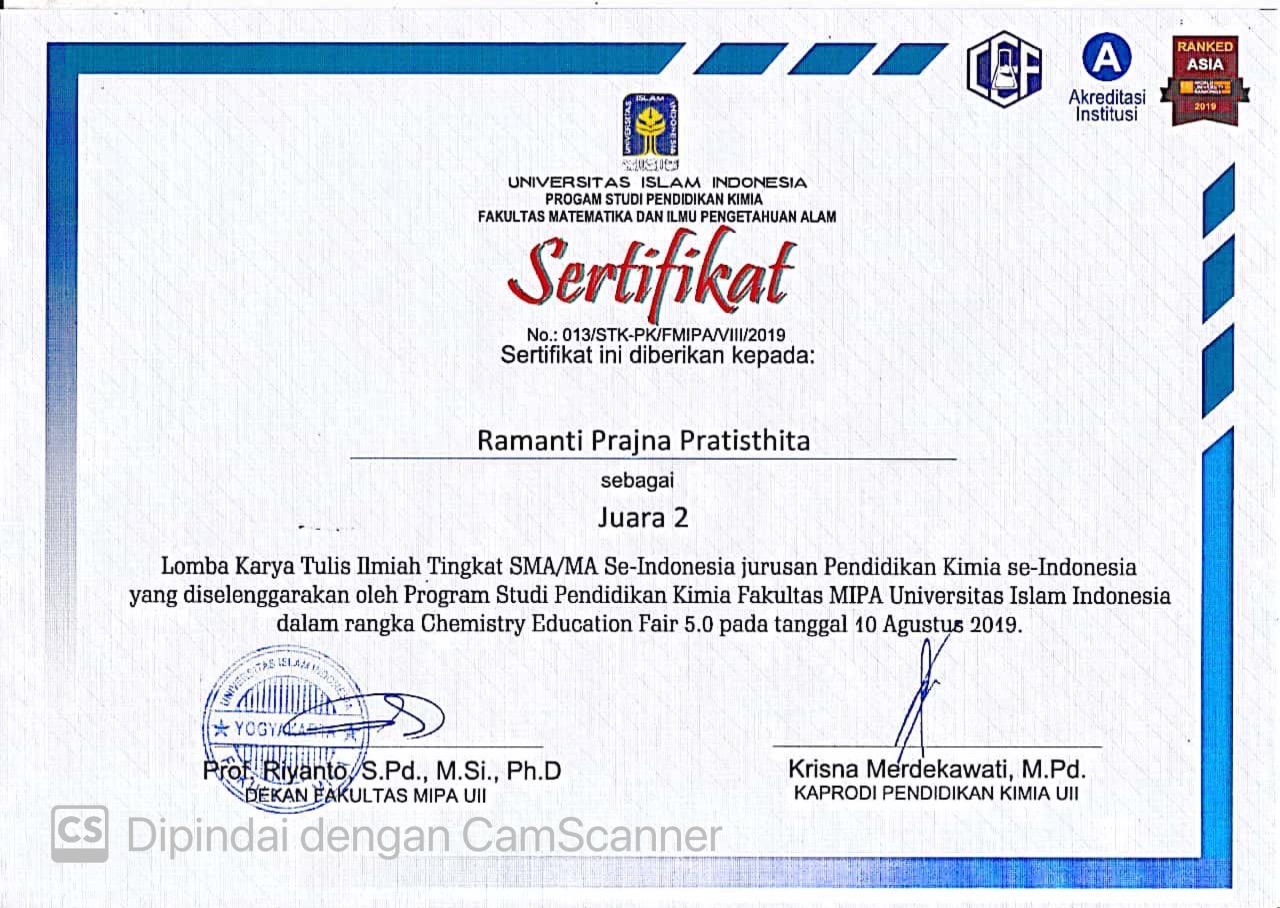 CEF
A
Akreditasi
Institusi
RANKED
ASIA
2019
UNIVERSITAS ISLAM INDONESIA
UNIVERSITAS ISLAM INDONESIA
PROGAM STUDI PENDIDIKAN KIMIA
FAKULTAS MATEMATIKA DAN ILMU PENGETAHUAN ALAM
Sertifikat
No.: 013/STK-PK/FMIPA/VIII/2019
Sertifikat ini diberikan kepada:
Ramanti Prajna Pratisthita
sebagai
Juara 2
Lomba Karya Tulis Ilmiah Tingkat SMA/MA Se-Indonesia jurusan Pendidikan Kimia se-Indonesia
yang diselenggarakan oleh Program Studi Pendidikan Kimia Fakultas MIPA Universitas Islam Indonesia
dalam rangka Chemistry Education Fair 5.0 pada tanggal 10 Agustus 2019.
UNIVERSITAS ISLAM INDONESIA
YOGYAKARTA
Prof. Riyanto, S.Pd., M.Si., Ph.D
DEKAN FAKULTAS MIPA UII
Krisna Merdekawati, M.Pd.
KAPRODI PENDIDIKAN KIMIA UII
CS Dipindai dengan CamScanner